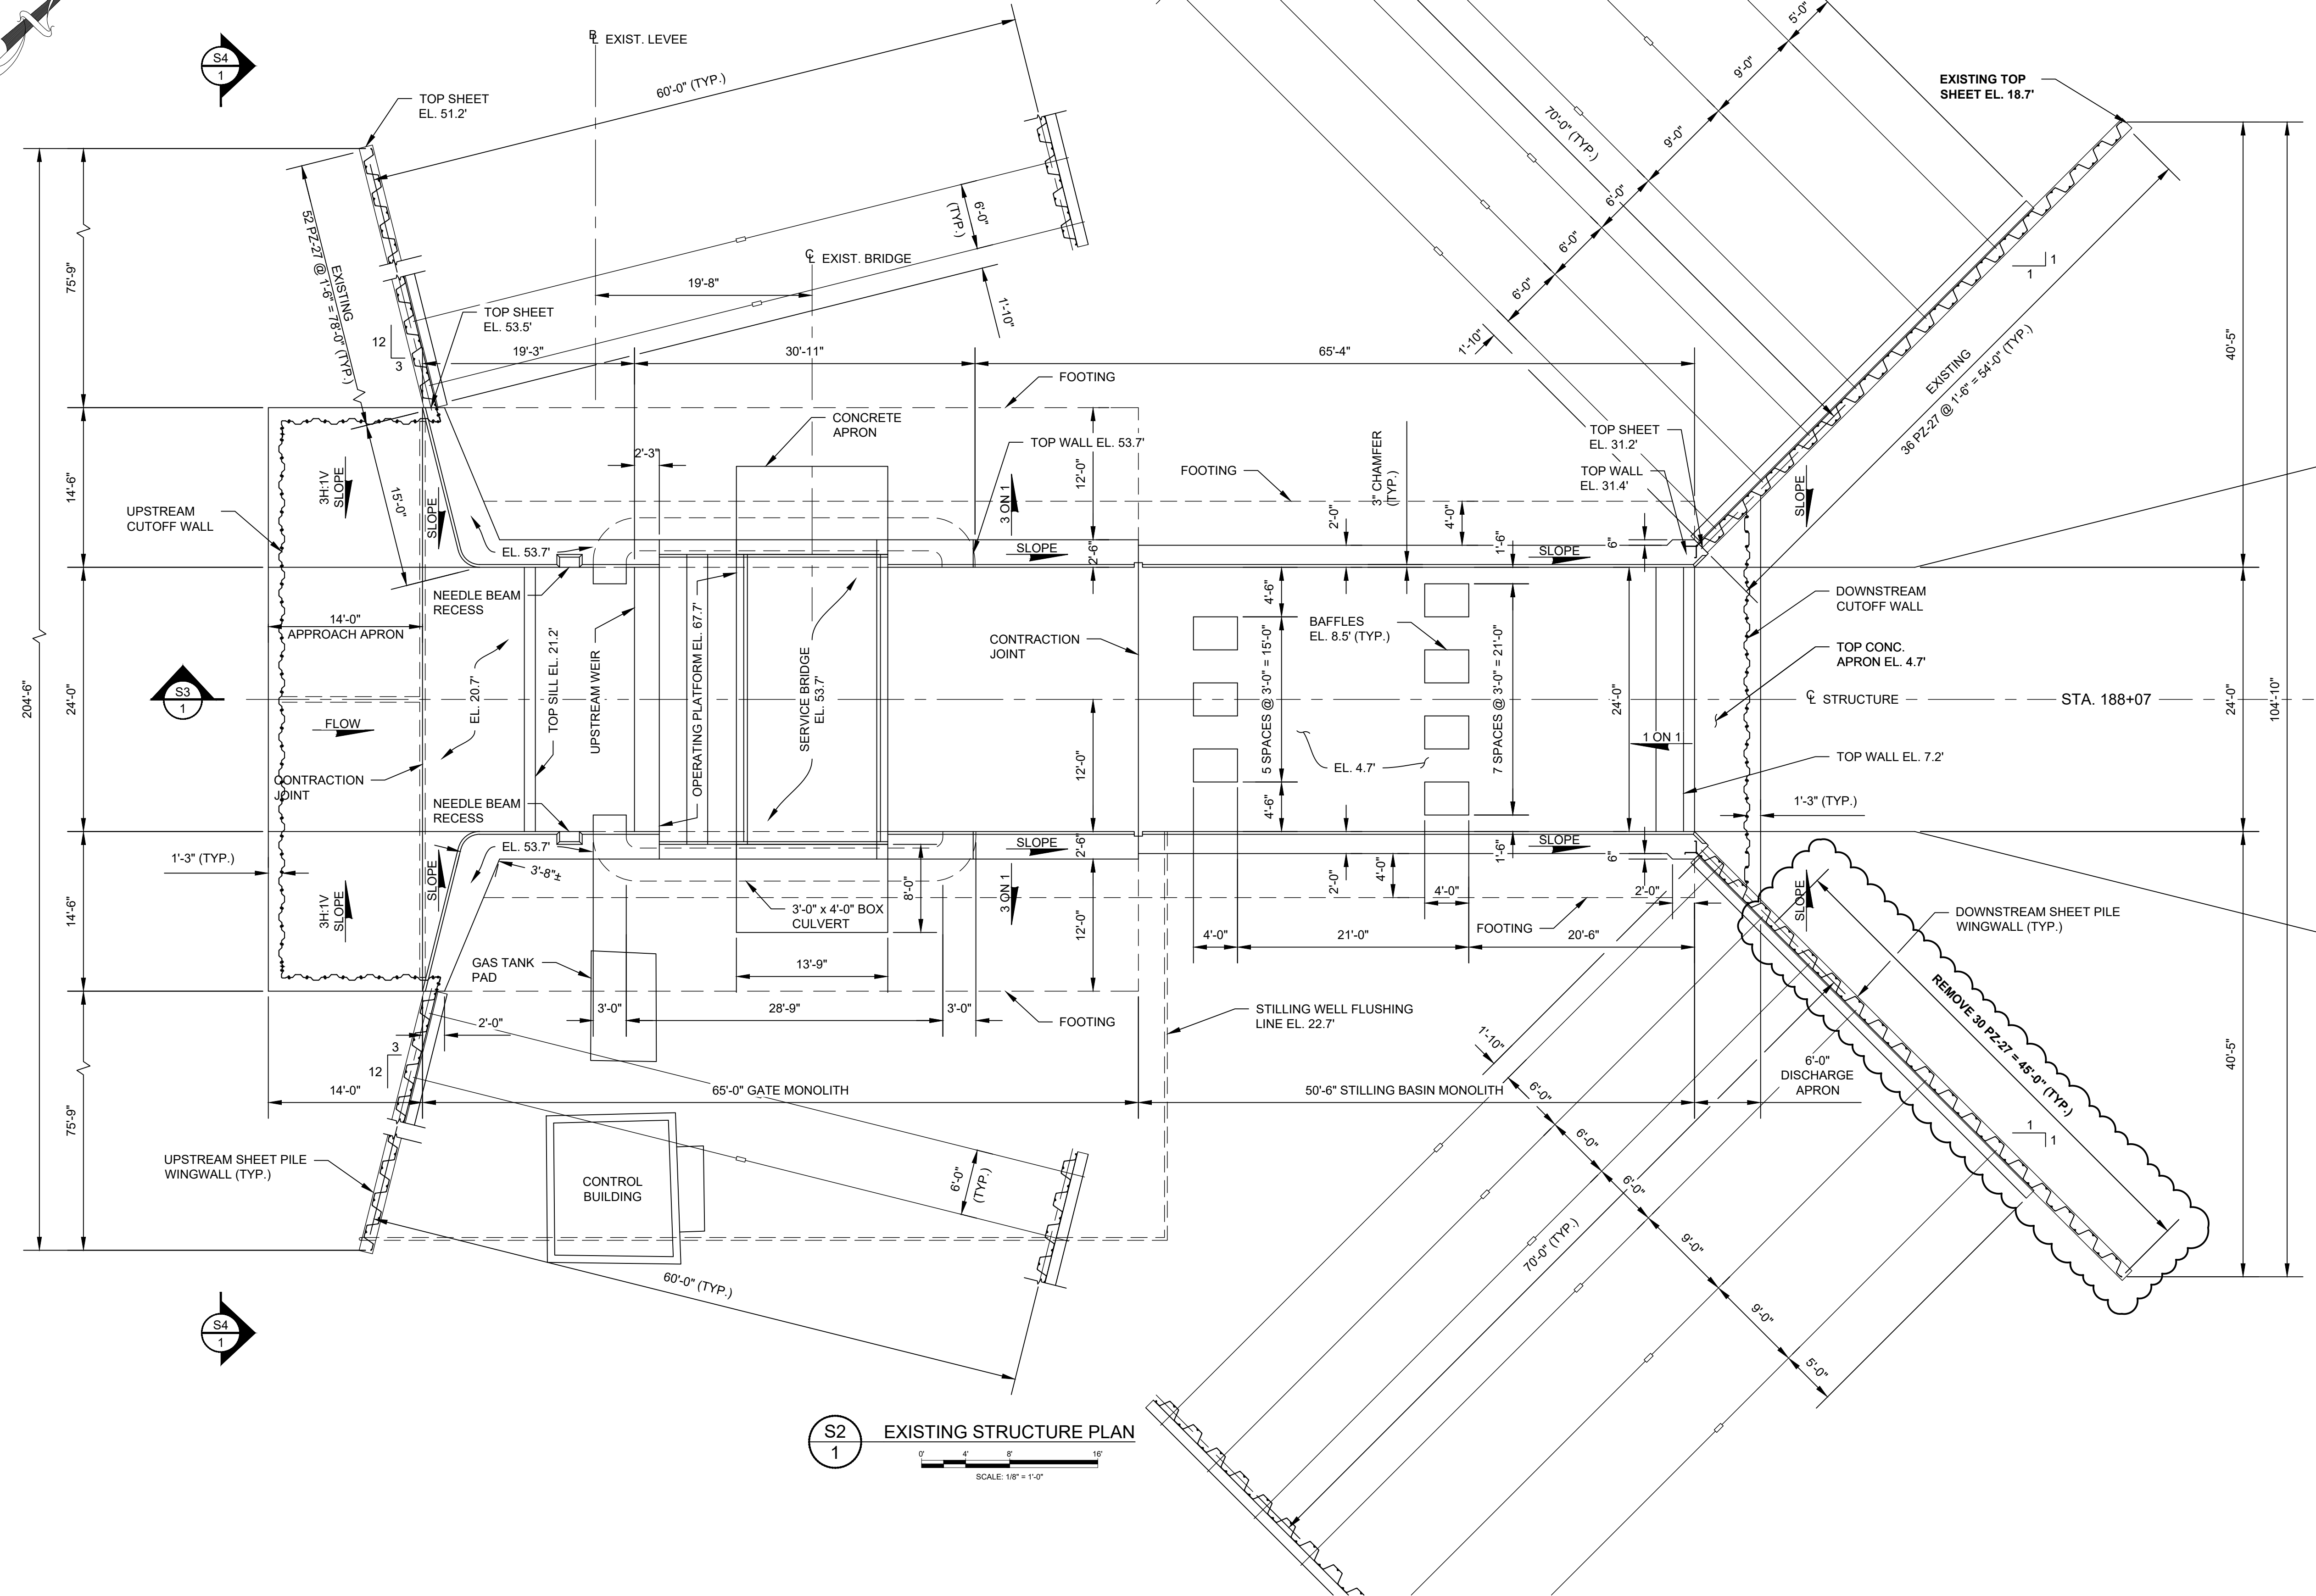 S4
1
B
L EXIST. LEVEE
60'-0" (TYP.)
TOP SHEET
EL. 51.2'
EXISTING TOP
SHEET EL. 18.7'
5'-0"
9'-0"
9'-0"
6'-0"
6'-0"
6'-0"
1'-10"
70'-0" (TYP.)
6'-0"
(TYP.)
C
L EXIST. BRIDGE
19'-8"
1'-10"
75'-9"
EXISTING
52 PZ-27 @ 1'-6" = 78'-0" (TYP.)
TOP SHEET
EL. 53.5'
12
3
19'-3"
30'-11"
65'-4"
1
1
40'-5"
EXISTING
36 PZ-27 @ 1'-6" = 54'-0" (TYP.)
FOOTING
CONCRETE
APRON
TOP WALL EL. 53.7'
2'-3"
12'-0"
FOOTING
3" CHAMFER
(TYP.)
TOP SHEET
EL. 31.2'
TOP WALL
EL. 31.4'
14'-6"
3H:1V
SLOPE
15'-0"
SLOPE
UPSTREAM
CUTOFF WALL
3 ON 1
2'-0"
4'-0"
1'-6"
6"
SLOPE
EL. 53.7'
SLOPE
2'-6"
SLOPE
NEEDLE BEAM
RECESS
14'-0"
APPROACH APRON
EL. 20.7'
TOP SILL EL. 21.2'
UPSTREAM WEIR
OPERATING PLATFORM EL. 67.7'
SERVICE BRIDGE
EL. 53.7'
CONTRACTION
JOINT
4'-6"
5 SPACES @ 3'-0" = 15'-0"
4'-6"
BAFFLES
EL. 8.5' (TYP.)
7 SPACES @ 3'-0" = 21'-0"
24'-0"
DOWNSTREAM
CUTOFF WALL
TOP CONC.
APRON EL. 4.7'
204'-6"
24'-0"
S3
1
FLOW
C
L STRUCTURE
STA. 188+07
24'-0"
104'-10"
1 ON 1
TOP WALL EL. 7.2'
EL. 4.7'
12'-0"
CONTRACTION
JOINT
NEEDLE BEAM
RECESS
1'-3" (TYP.)
1'-3" (TYP.)
EL. 53.7'
3'-8"±
SLOPE
2'-6"
SLOPE
1'-6"
6"
14'-6"
3H:1V
SLOPE
SLOPE
8'-0"
3'-0" x 4'-0" BOX
CULVERT
3 ON 1
12'-0"
2'-0"
4'-0"
4'-0"
2'-0"
SLOPE
FOOTING
4'-0"
21'-0"
20'-6"
DOWNSTREAM SHEET PILE
WINGWALL (TYP.)
REMOVE 30 PZ-27 = 45'-0" (TYP.)
GAS TANK
PAD
13'-9"
3'-0"
28'-9"
3'-0"
STILLING WELL FLUSHING
LINE EL. 22.7'
FOOTING
2'-0"
3
12
1'-10"
6'-0"
6'-0"
6'-0"
9'-0"
9'-0"
5'-0"
6'-0"
DISCHARGE
APRON
40'-5"
14'-0"
65'-0" GATE MONOLITH
50'-6" STILLING BASIN MONOLITH
75'-9"
1
1
UPSTREAM SHEET PILE
WINGWALL (TYP.)
CONTROL
BUILDING
6'-0"
(TYP.)
70'-0" (TYP.)
60'-0" (TYP.)
S4
1
S2
1
EXISTING STRUCTURE PLAN
0' 4' 8' 16'
SCALE: 1/8" = 1'-0"